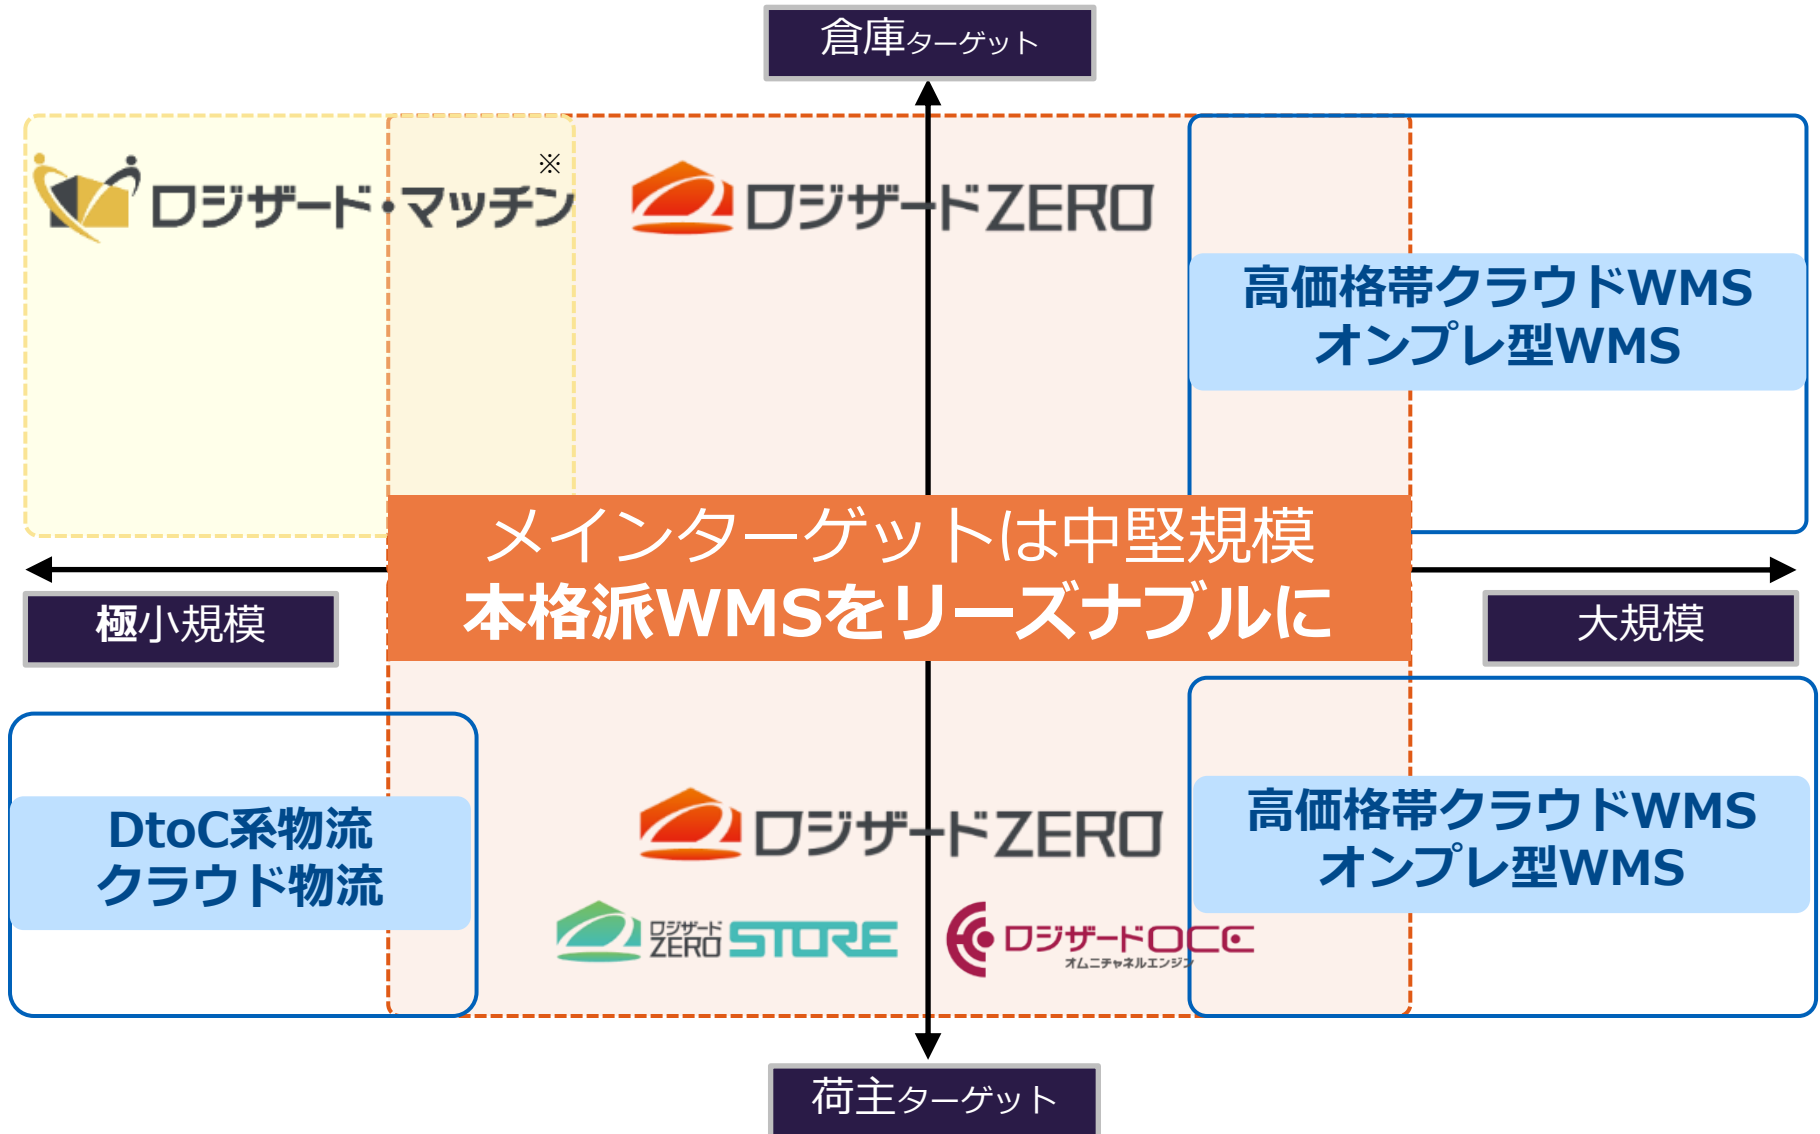 倉庫ターゲット
※
ロジザード・マッチング
ロジザードZERO
高価格帯クラウドWMS
オンプレ型WMS
メインターゲットは中堅規模
本格派WMSをリーズナブルに
極小規模
大規模
DtoC系物流
クラウド物流
ロジザードZERO
高価格帯クラウドWMS
オンプレ型WMS
ロジザード
ZERO STORE
ロジザードOCE
オムニチャネルエンジン
荷主ターゲット